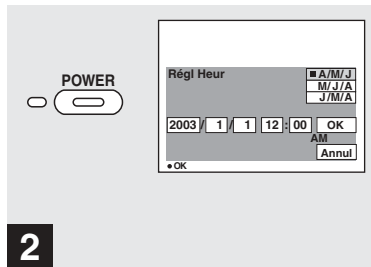 POWER
Régl Heur
■A/M/J
M/J/A
J/M/A
2003/ 1/ 1 12:00 OK
AM
Annul
●OK
2